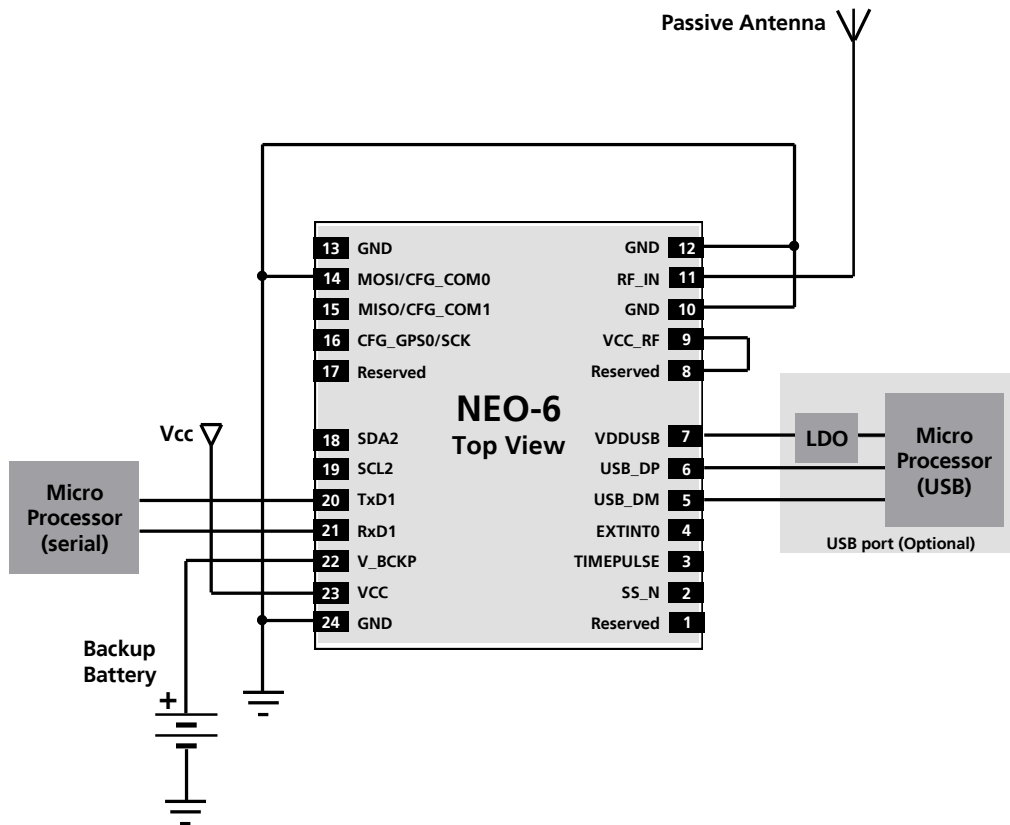 Passive Antenna
13 GND
14 MOSI/CFG_COM0
15 MISO/CFG_COM1
16 CFG_GPS0/SCK
17 Reserved
18 SDA2
19 SCL2
20 TxD1
21 RxD1
22 V_BCKP
23 VCC
24 GND
NEO-6
Top View
GND 12
RF_IN 11
GND 10
VCC_RF 9
Reserved 8
VDDUSB 7
USB_DP 6
USB_DM 5
EXTINT0 4
TIMEPULSE 3
SS_N 2
Reserved 1
Vcc
Micro
Processor
(serial)
Backup
Battery
+
LDO
Micro
Processor
(USB)
USB port (Optional)